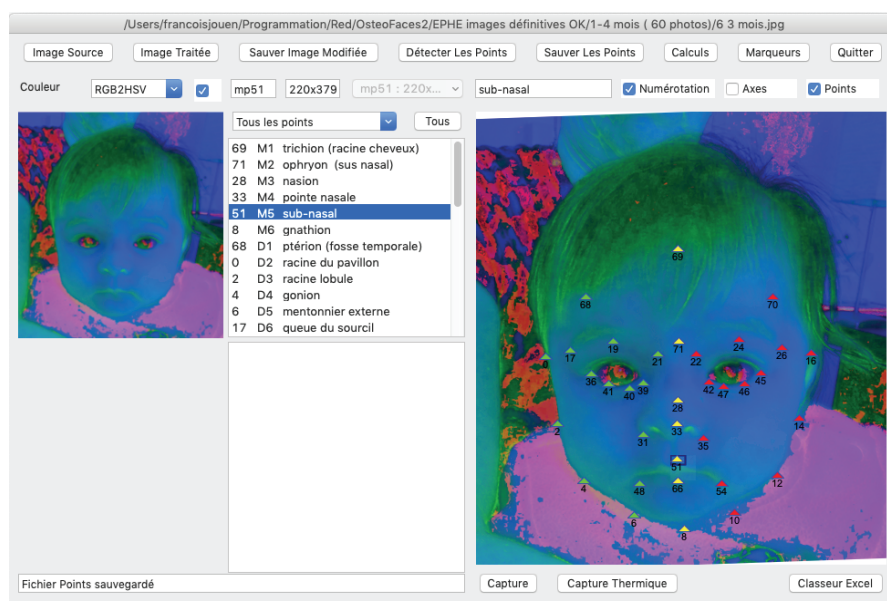 /Users/francoisjouen/Programmation/Red/OsteoFaces2/EPHE images définitives OK/1-4 mois ( 60 photos)/6 3 mois.jpg
Image Source Image Traitée Sauver Image Modifiée Détecter Les Points Sauver Les Points Calculs Marqueurs Quitter
Couleur RGB2HSV mp51 220x379 mp51 : 220x... sub-nasal Numérotation Axes Points
Tous les points Tous
69 M1 trichion (racine cheveux)
71 M2 ophryon (sus nasal)
28 M3 nasion
33 M4 pointe nasale
51 M5 sub-nasal
8 M6 gnathion
68 D1 ptérion (fosse temporale)
0 D2 racine du pavillon
2 D3 racine lobule
4 D4 gonion
5 D5 mentonnier externe
17 D6 queue du sourcil
69
68 70
19 71 24
0 17 21 22 26 16
36 41 40 39 42 47 46 45
28
2 31 33 35 14
51
4 48 66 54 12
6 8 10
Fichier Points sauvegardé
Capture Capture Thermique Classeur Excel